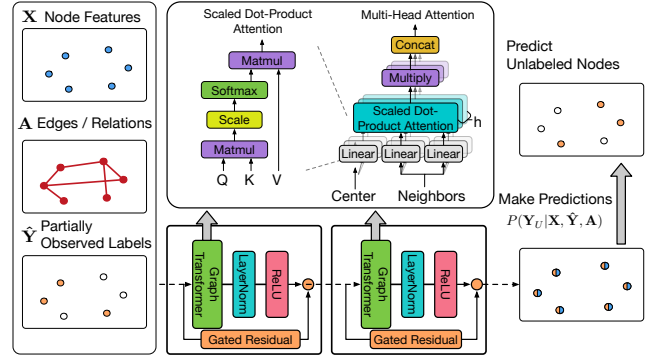 X Node Features
A Edges / Relations
Ŷ Partially
Observed Labels
Scaled Dot-Product
Attention
Matmul
Softmax
Scale
Matmul
Q K V
Multi-Head Attention
Concat
Multiply
Scaled Dot-
Product Attention
h
Linear Linear Linear
Center Neighbors
Graph
Transformer
LayerNorm
ReLU
Gated Residual
Graph
Transformer
LayerNorm
ReLU
Gated Residual
Predict
Unlabeled Nodes
Make Predictions
P(Y_U|X, Ŷ, A)